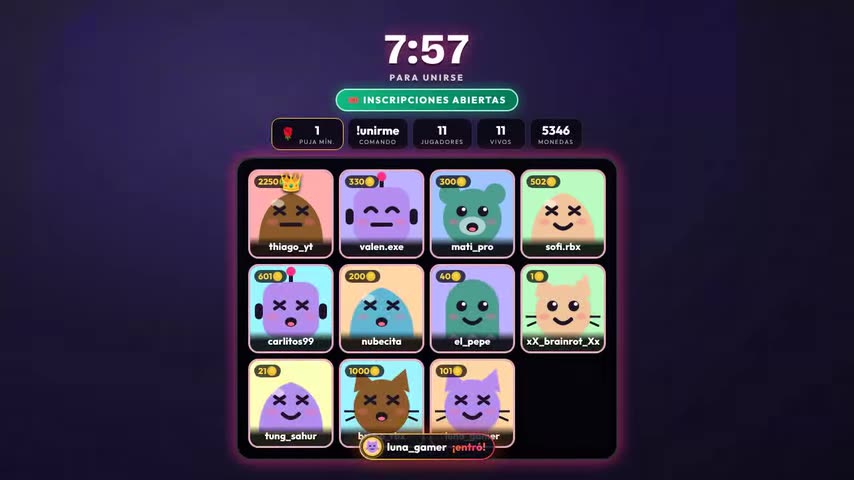 7:57
PARA UNIRSE
INSCRIPCIONES ABIERTAS
1
PUJA MÍN.
!unirme
COMANDO
11
JUGADORES
11
VIVOS
5346
MONEDAS
2250
thiago_yt
330
valen.exe
300
mati_pro
502
sofi.rbx
601
carlitos99
200
nubecita
40
el_pepe
1
xX_brainrot_Xx
21
tung_sahur
1000
101
luna_gamer
luna_gamer ¡entró!